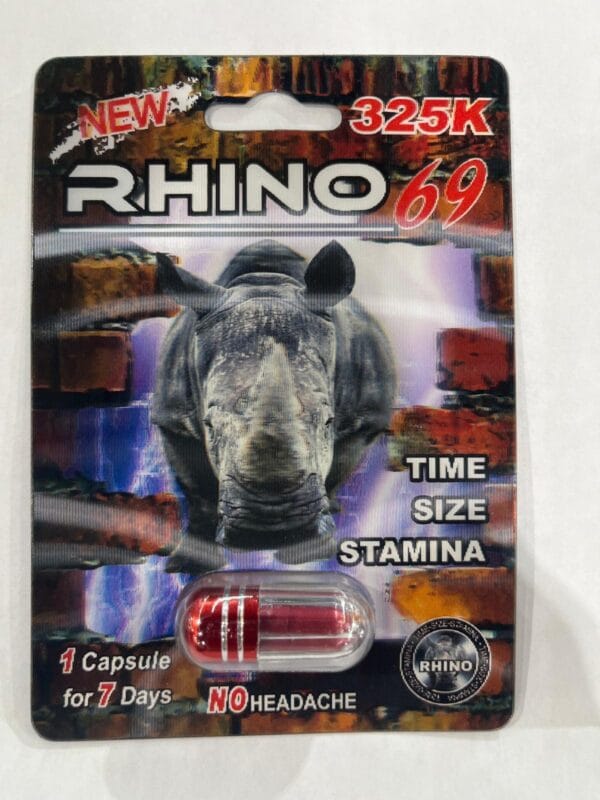 NEW
325K
RHINO 69
TIME
SIZE
STAMINA
1 Capsule
for 7 Days
NO HEADACHE
RHINO